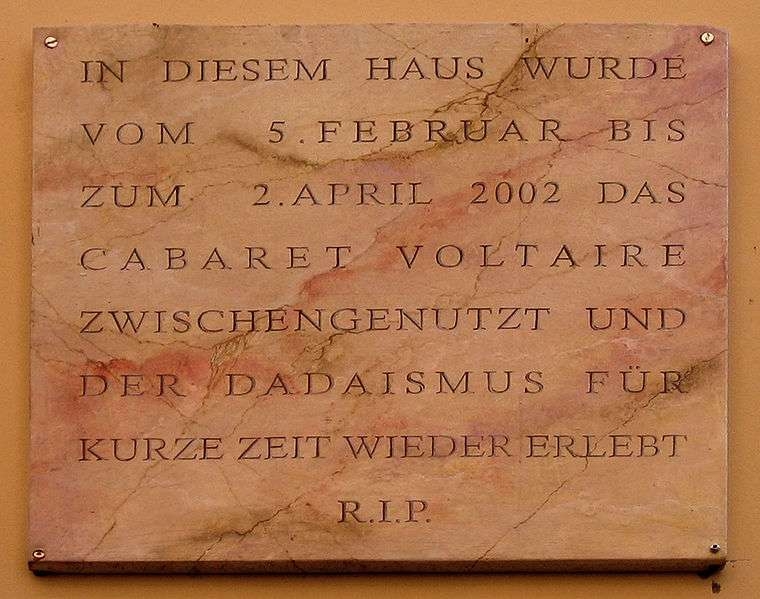 IN DIESEM HAUS WURDE
VOM 5. FEBRUAR BIS
ZUM 2. APRIL 2002 DAS
CABARET VOLTAIRE
ZWISCHENGENUTZT UND
DER DADAISMUS FÜR
KURZE ZEIT WIEDER ERLEBT
R.I.P.